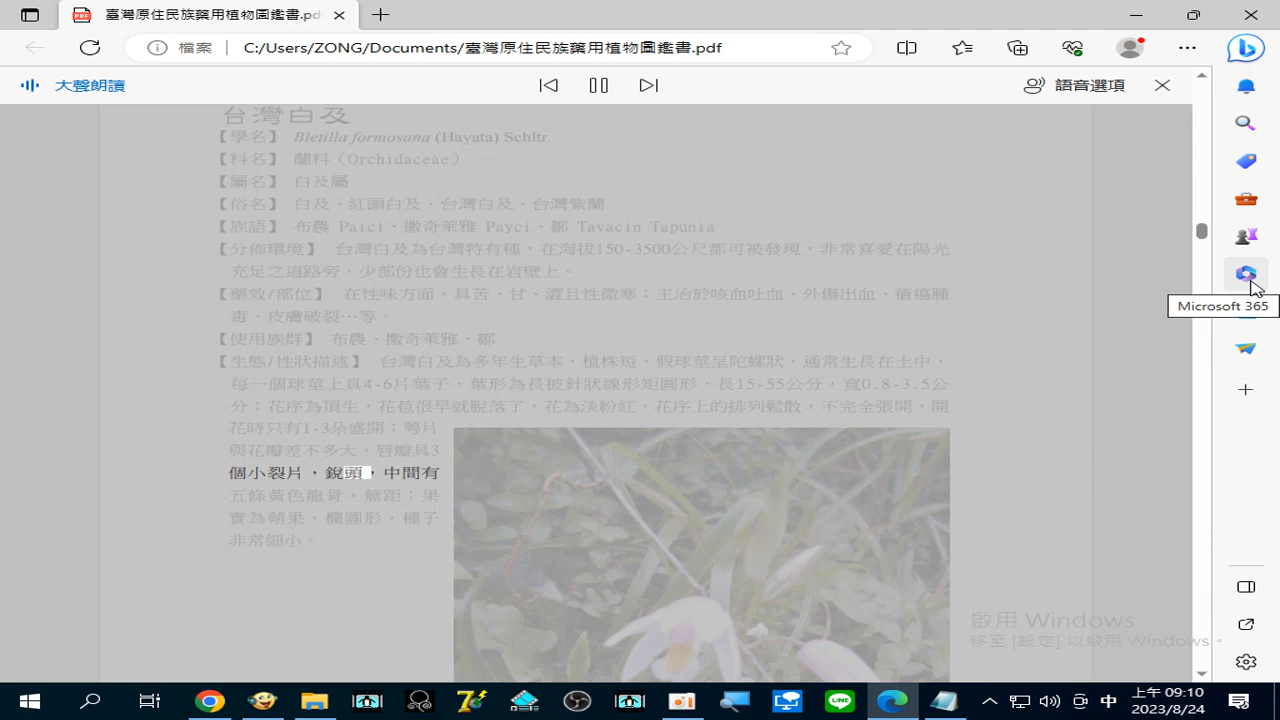 臺灣原住民族藥用植物圖鑑書.pd
檔案
C:/Users/ZONG/Documents/臺灣原住民族藥用植物圖鑑書.pdf
大聲朗讀
語音選項
台灣白及
【學名】 Bletilla formosana (Hayata) Schltr.
【科名】 蘭科（Orchidaceae）
【屬名】 白及屬
【俗名】 白及、紅頭白及、台灣白及、台灣紫蘭
【族語】 布農 Paici、撒奇萊雅 Payci、鄒 Tavacin Tapunia
【分佈環境】 台灣白及為台灣特有種，在海拔150-3500公尺都可被發現，非常喜愛在陽光
充足之道路旁，少部份也會生長在岩壁上。
【藥效/部位】 在性味方面，具苦、甘、澀且性微寒；主治於咳血吐血、外傷出血、瘡傷腫
毒、皮膚破裂…等。
【使用族群】 布農、撒奇萊雅、鄒
【生態/性狀描述】 台灣白及為多年生草本，植株短、假球莖呈陀螺狀，通常生長在土中，
每一個球莖上具4-6片葉子，葉形為長披針狀線形矩圓形，長15-55公分，寬0.8-3.5公
分；花序為頂生，花苞很早就脫落了，花為淡粉紅，花序上的排列鬆散，不完全張開，開
花時只有1-3朵盛開；萼片
與花瓣差不多大，唇瓣具3
個小裂片，銳頭，中間有
五條黃色龍骨，無距；果
實為蒴果，橢圓形，種子
非常細小。
Microsoft 365
啟用 Windows
移至 [設定] 以啟用 Windows。
中
上午 09:10
2023/8/24